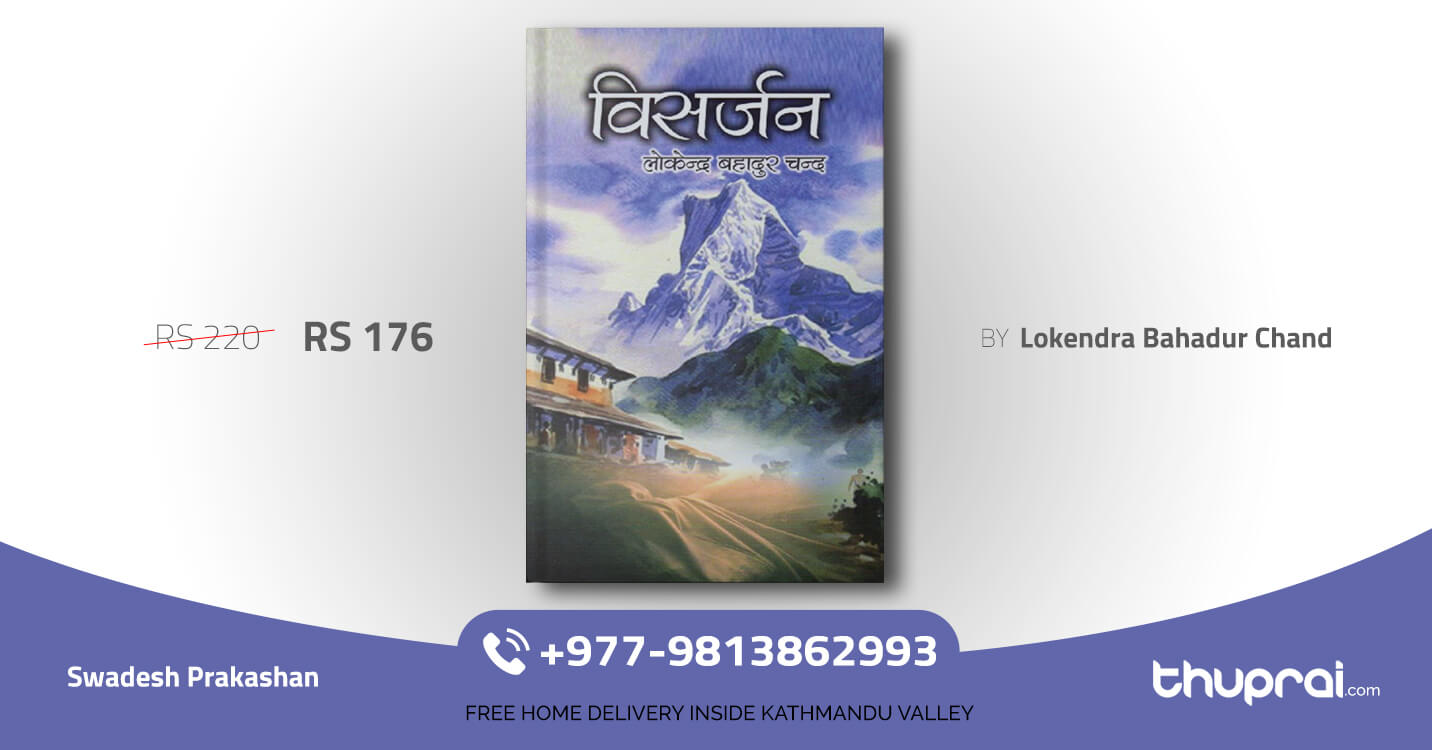 विसर्जन
लोकेन्द्र बहादुर चन्द
RS 220 RS 176
BY Lokendra Bahadur Chand
+977-9813862993
Swadesh Prakashan
thuprai.com
FREE HOME DELIVERY INSIDE KATHMANDU VALLEY